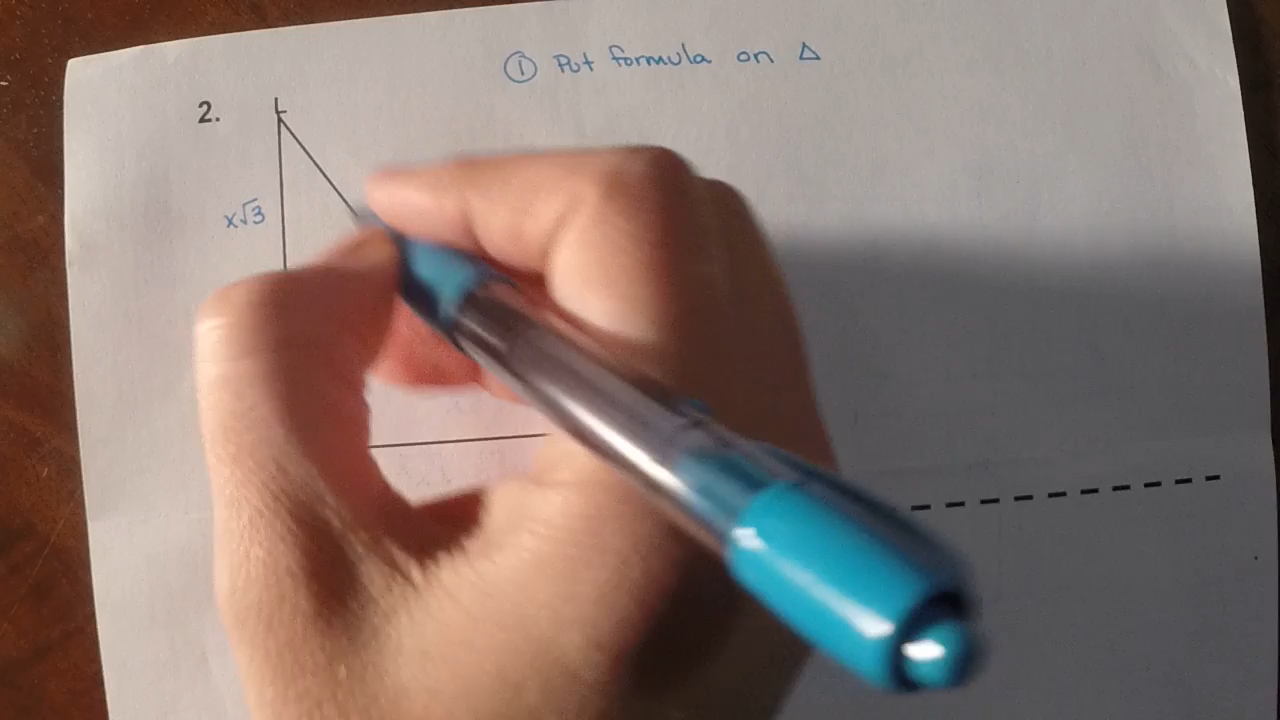 ① Put formula on △
2.
x√3